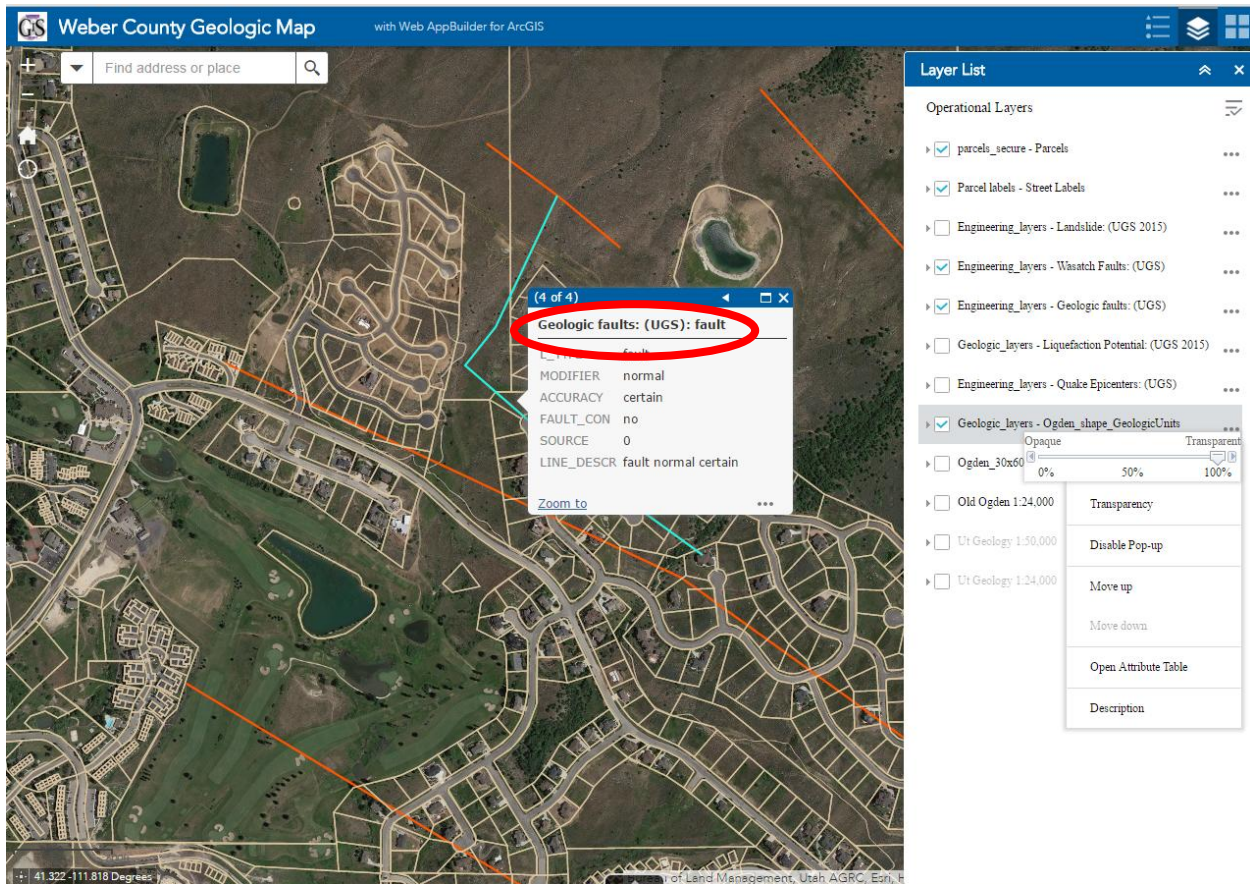 GIS Weber County Geologic Map with Web AppBuilder for ArcGIS
Find address or place
Layer List
Operational Layers
parcels_secure - Parcels
Parcel labels - Street Labels
Engineering_layers - Landslide: (UGS 2015)
Engineering_layers - Wasatch Faults: (UGS)
Engineering_layers - Geologic faults: (UGS)
Geologic_layers - Liquefaction Potential: (UGS 2015)
Engineering_layers - Quake Epicenters: (UGS)
Geologic_layers - Ogden_shape_GeologicUnits
Opaque Transparent
0% 50% 100%
Ogden_30x60
Old Ogden 1:24,000
Ut Geology 1:50,000
Ut Geology 1:24,000
Transparency
Disable Pop-up
Move up
Move down
Open Attribute Table
Description
(4 of 4)
Geologic faults: (UGS): fault
fault
MODIFIER normal
ACCURACY certain
FAULT_CON no
SOURCE 0
LINE_DESCR fault normal certain
Zoom to
41.322 -111.818 Degrees
of Land Management, Utah AGRC, Esri,